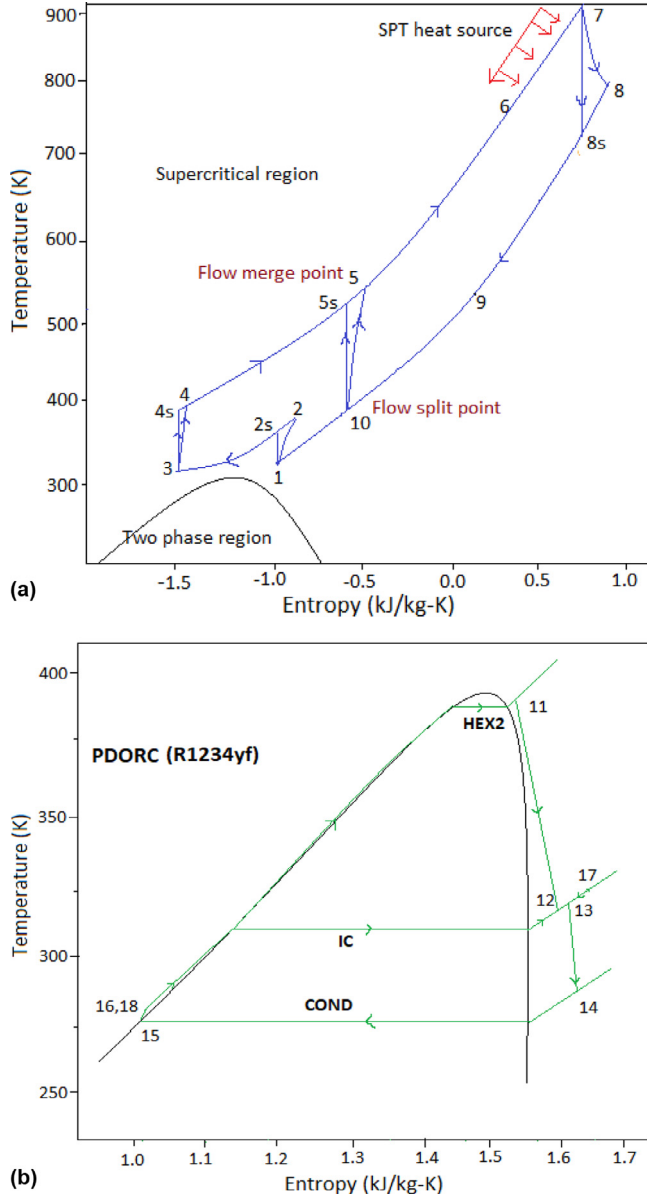 900
800
700
600
500
400
300
Temperature (K)
SPT heat source
7
8
6
8s
Supercritical region
Flow merge point
5
5s
9
4
4s
2
2s
10
Flow split point
3
1
Two phase region
-1.5
-1.0
-0.5
0.0
0.5
1.0
(a)
Entropy (kJ/kg-K)
400
350
300
250
Temperature (K)
HEX2
11
PDORC (R1234yf)
17
12
13
IC
16,18
COND
14
15
1.0
1.1
1.2
1.3
1.4
1.5
1.6
1.7
(b)
Entropy (kJ/kg-K)